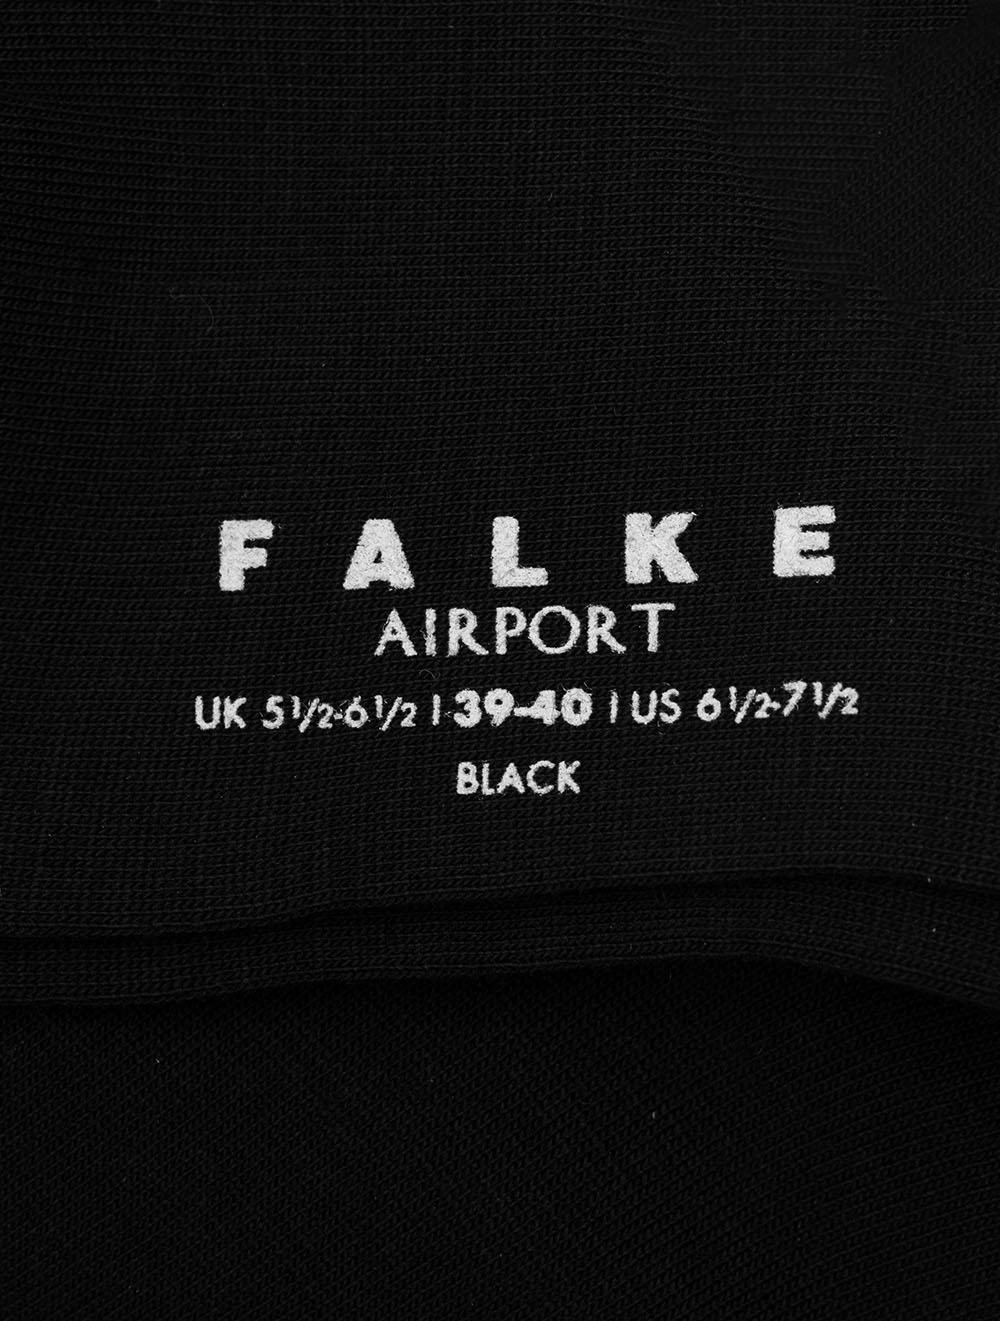 FALKE
AIRPORT
UK 5½-6½ | 39-40 | US 6½-7½
BLACK